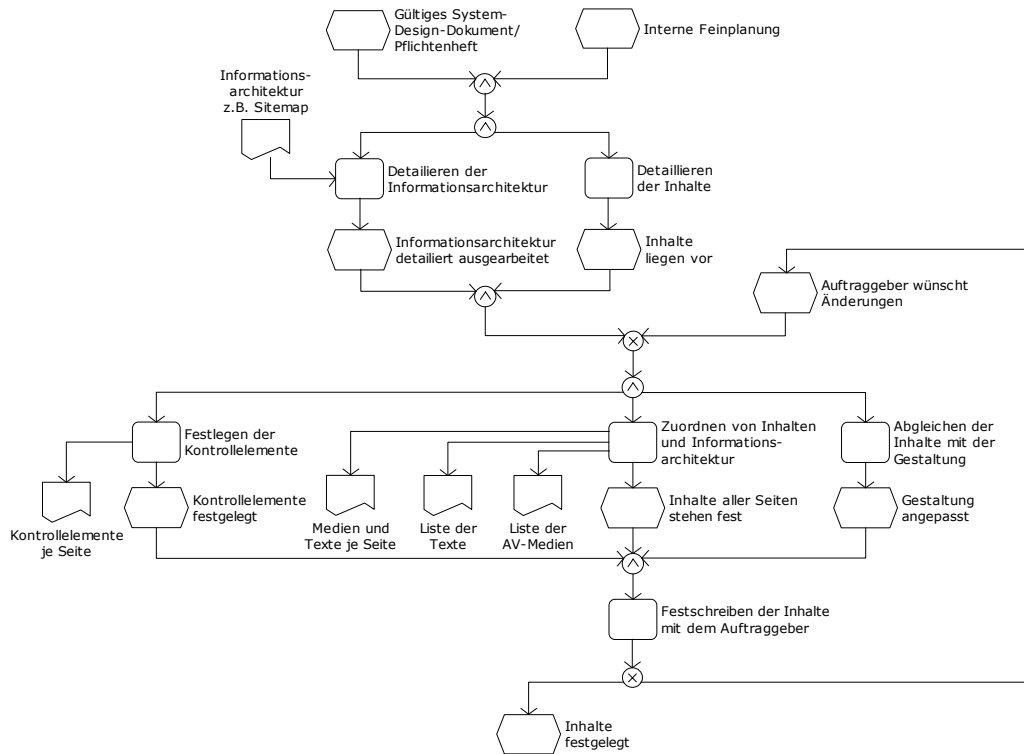 Gültiges System-
Design-Dokument/
Pflichtenheft
Interne Feinplanung
Informations-
architektur
z.B. Sitemap
Detailieren der
Informationsarchitektur
Detaillieren
der Inhalte
Informationsarchitektur
detailiert ausgearbeitet
Inhalte
liegen vor
Auftraggeber wünscht
Änderungen
Festlegen der
Kontrollelemente
Zuordnen von Inhalten
und Informations-
architektur
Abgleichen der
Inhalte mit der
Gestaltung
Kontrollelemente
festgelegt
Inhalte aller Seiten
stehen fest
Gestaltung
angepasst
Kontrollelemente
je Seite
Medien und
Texte je Seite
Liste der
Texte
Liste der
AV-Medien
Festschreiben der Inhalte
mit dem Auftraggeber
Inhalte
festgelegt